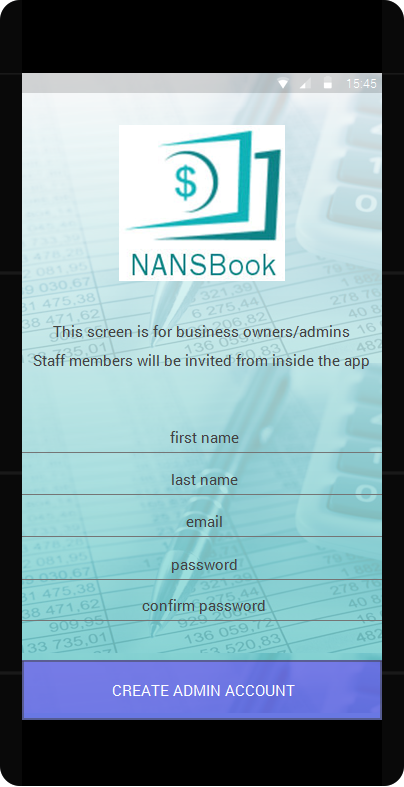 15:45
$
NANSBook
This screen is for business owners/admins
Staff members will be invited from inside the app
first name
last name
email
password
confirm password
CREATE ADMIN ACCOUNT